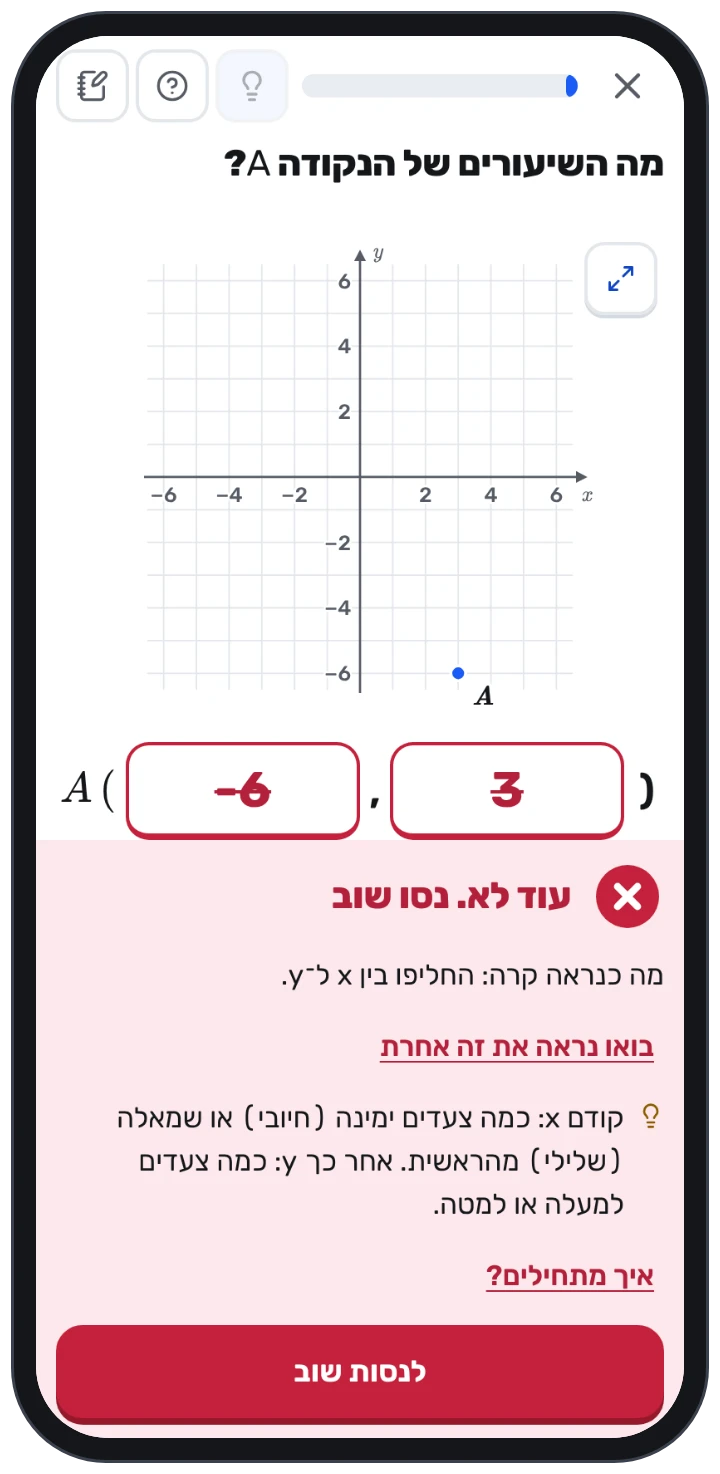 מה השיעורים של הנקודה A?
y
6
4
2
−6 −4 −2 2 4 6 x
−2
−4
−6
A
A ( −6 , 3 )
עוד לא. נסו שוב
מה כנראה קרה: החליפו בין x ל־y.
בואו נראה את זה אחרת
קודם x: כמה צעדים ימינה (חיובי) או שמאלה
(שלילי) מהראשית. אחר כך y: כמה צעדים
למעלה או למטה.
איך מתחילים?
לנסות שוב